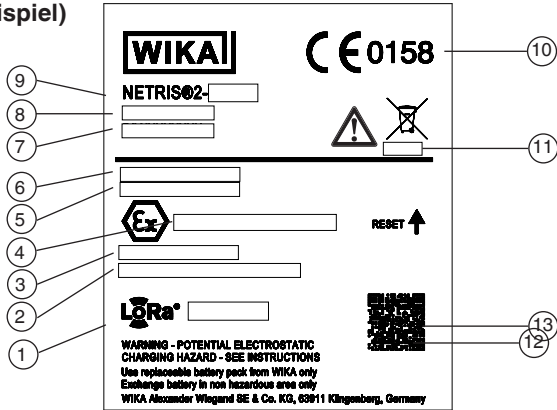 ispiel)
WIKA
CE 0158
10
9
NETRIS®2-
8
7
11
6
5
Ex
RESET
4
3
2
LoRa®
13
12
1
WARNING - POTENTIAL ELECTROSTATIC
CHARGING HAZARD - SEE INSTRUCTIONS
Use replaceable battery pack from WIKA only
Exchange battery in non hazardous area only
WIKA Alexander Wiegand SE & Co. KG, 63911 Klingenberg, Germany